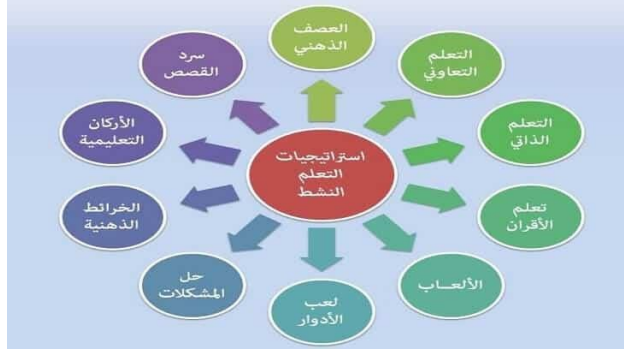 العصف
الذهني
التعلم
التعاوني
التعلم
الذاتي
تعلم
الأقران
الألعــاب
لعب
الأدوار
حل
المشكلات
الخرائط
الذهنية
الأركان
التعليمية
سرد
القصص
استراتيجيات
التعلم
النشط